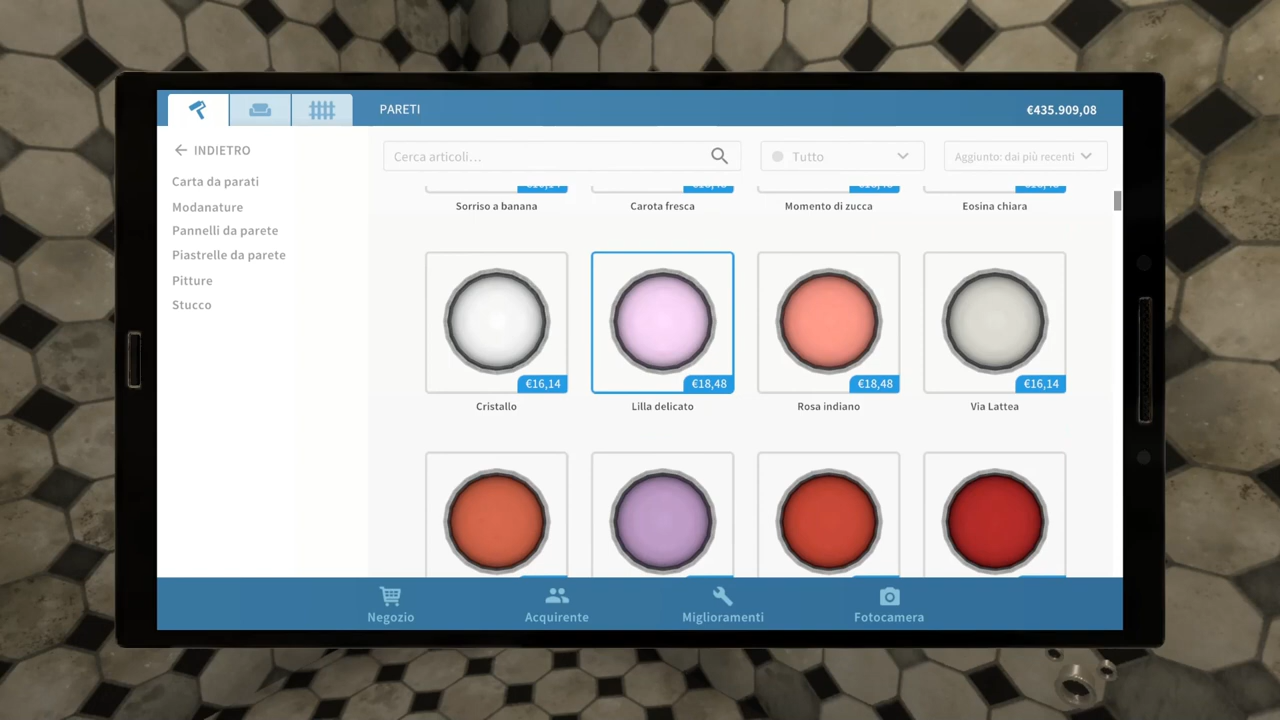 PARETI
€435.909,08
INDIETRO
Carta da parati
Modanature
Pannelli da parete
Piastrelle da parete
Pitture
Stucco
Cerca articoli...
Tutto
Aggiunto: dai più recenti
Sorriso a banana
Carota fresca
Momento di zucca
Eosina chiara
€16,14
€18,48
€18,48
€16,14
Cristallo
Lilla delicato
Rosa indiano
Via Lattea
Negozio
Acquirente
Miglioramenti
Fotocamera